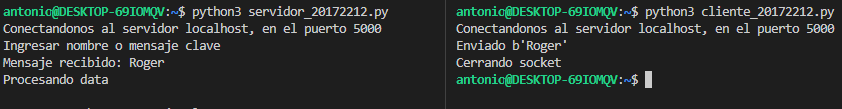 antonio@DESKTOP-69IOMQV:~$ python3 servidor_20172212.py
Conectandonos al servidor localhost, en el puerto 5000
Ingresar nombre o mensaje clave
Mensaje recibido: Roger
Procesando data
antonio@DESKTOP-69IOMQV:~$ python3 cliente_20172212.py
Conectandonos al servidor localhost, en el puerto 5000
Enviado b'Roger'
Cerrando socket
antonio@DESKTOP-69IOMQV:~$